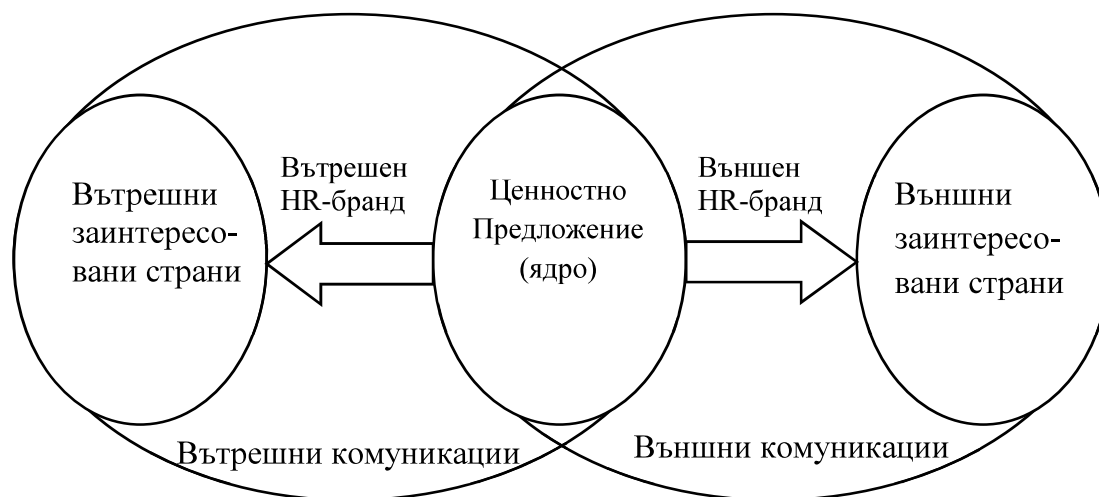 Вътрешни
заинтересо-
вани страни
Вътрешен
HR-бранд
Ценностно
Предложение
(ядро)
Външен
HR-бранд
Външни
заинтересо-
вани страни
Вътрешни комуникации
Външни комуникации